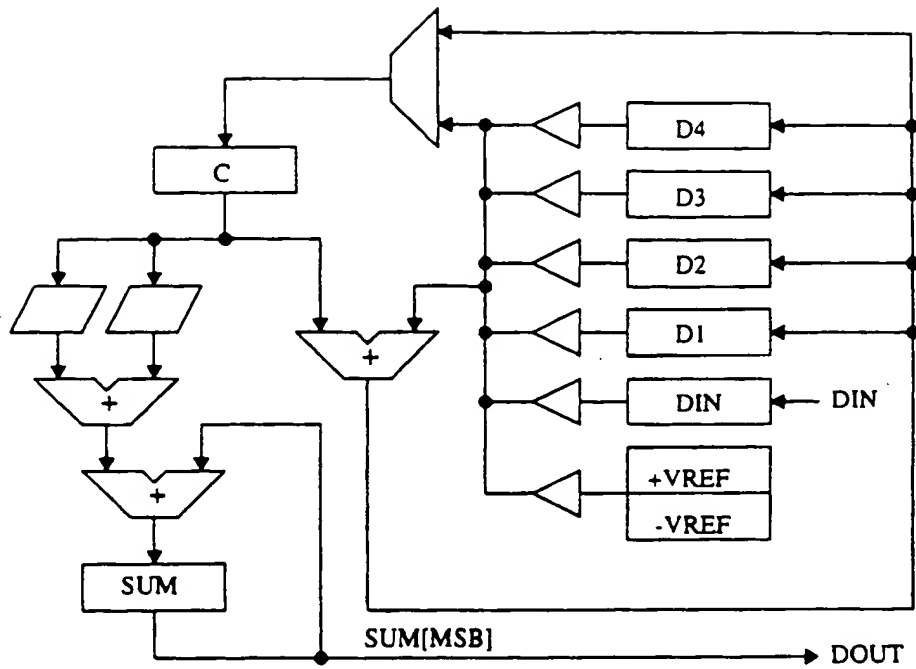 D4
C
D3
D2
D1
+
+
DIN
DIN
+
+VREF
-VREF
SUM
SUM[MSB]
DOUT